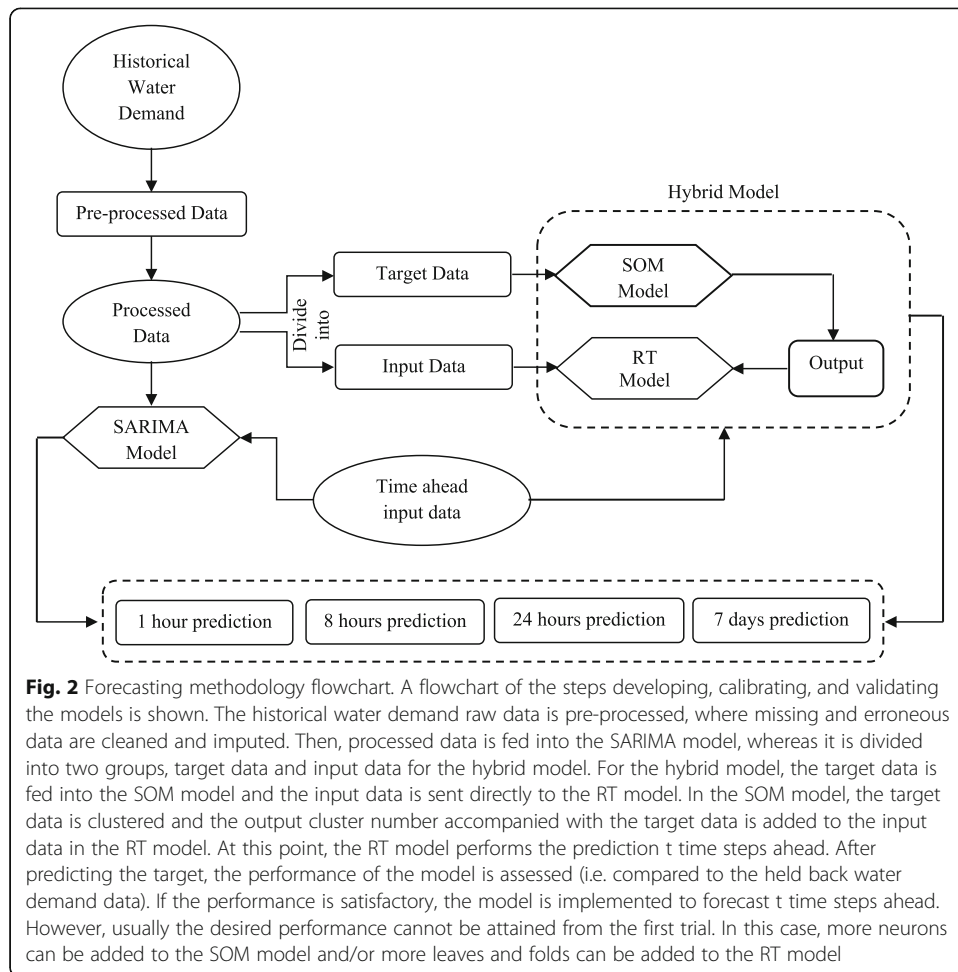 Historical
Water
Demand
Pre-processed Data
Hybrid Model
Target Data
SOM
Model
Processed
Data
Divide
into
Input Data
RT
Model
Output
SARIMA
Model
Time ahead
input data
1 hour prediction
8 hours prediction
24 hours prediction
7 days prediction
Fig. 2 Forecasting methodology flowchart. A flowchart of the steps developing, calibrating, and validating
the models is shown. The historical water demand raw data is pre-processed, where missing and erroneous
data are cleaned and imputed. Then, processed data is fed into the SARIMA model, whereas it is divided
into two groups, target data and input data for the hybrid model. For the hybrid model, the target data is
fed into the SOM model and the input data is sent directly to the RT model. In the SOM model, the target
data is clustered and the output cluster number accompanied with the target data is added to the input
data in the RT model. At this point, the RT model performs the prediction t time steps ahead. After
predicting the target, the performance of the model is assessed (i.e. compared to the held back water
demand data). If the performance is satisfactory, the model is implemented to forecast t time steps ahead.
However, usually the desired performance cannot be attained from the first trial. In this case, more neurons
can be added to the SOM model and/or more leaves and folds can be added to the RT model